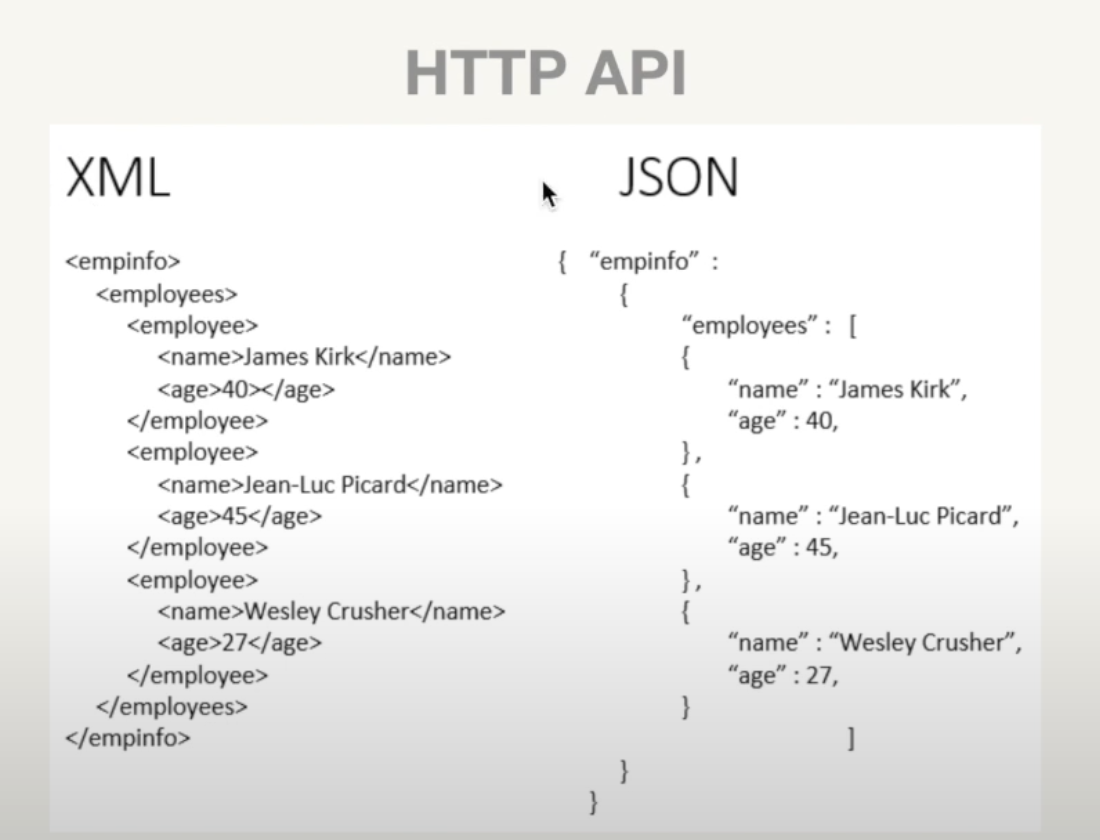 HTTP API
XML
<empinfo>
<employees>
<employee>
<name>James Kirk</name>
<age>40></age>
</employee>
<employee>
<name>Jean-Luc Picard</name>
<age>45</age>
</employee>
<employee>
<name>Wesley Crusher</name>
<age>27</age>
</employee>
</employees>
</empinfo>
JSON
{ “empinfo” :
{
“employees” : [
{
“name” : “James Kirk”,
“age” : 40,
},
{
“name” : “Jean-Luc Picard”,
“age” : 45,
},
{
“name” : “Wesley Crusher”,
“age” : 27,
}
]
}
}